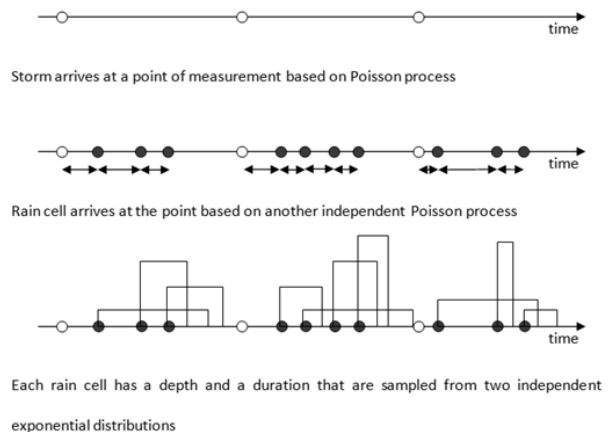 time
Storm arrives at a point of measurement based on Poisson process
time
Rain cell arrives at the point based on another independent Poisson process
time
Each rain cell has a depth and a duration that are sampled from two independent
exponential distributions